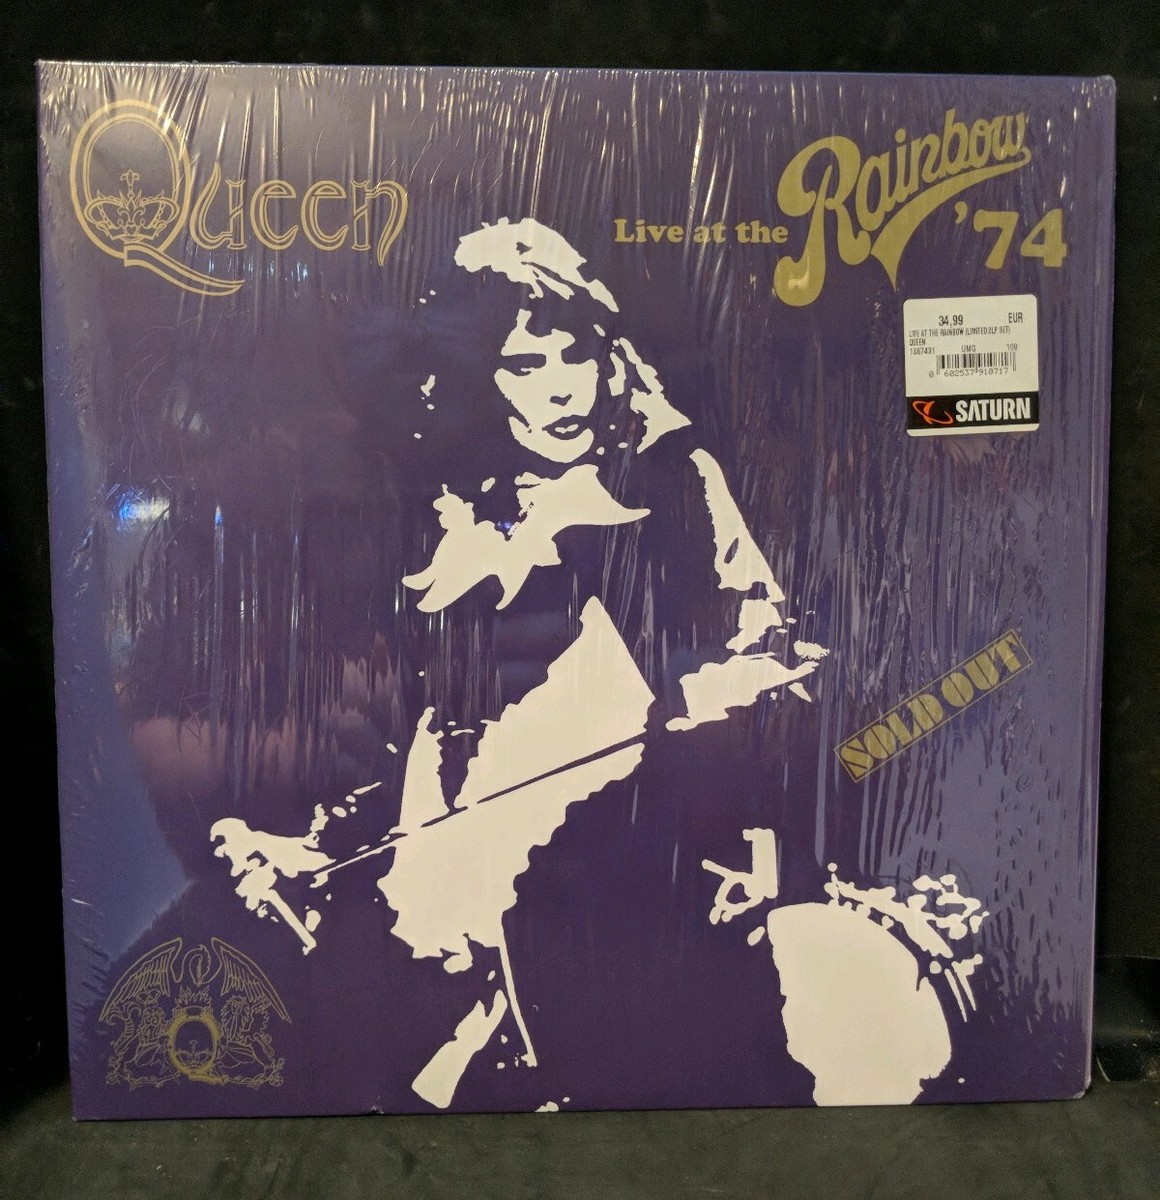 Queen
Live at the Rainbow '74
34,99 EUR
LIVE AT THE RAINBOW (LIMITED 2LP SET)
QUEEN
1867431 UMG 109
0 602537 910717
SATURN
SOLD OUT
Q